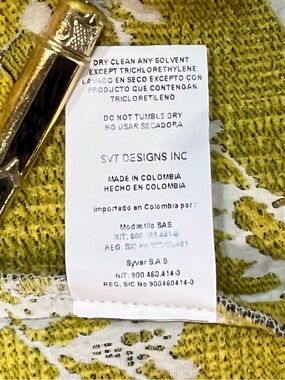 DRY CLEAN ANY SOLVENT
EXCEPT TRICHLORETHYLENE
LAVADO EN SECO EXCEPTO CON
PRODUCTO QUE CONTENGAN
TRICLORETILENO
DO NOT TUMBLE DRY
NO USAR SECADORA
SVT DESIGNS INC
MADE IN COLOMBIA
HECHO EN COLOMBIA
Importado en Colombia por:
SAS
NIT:
REG. SIC
Syver S.A.S
NIT: 900 460.414-3
REG. SIC No 900460414-3